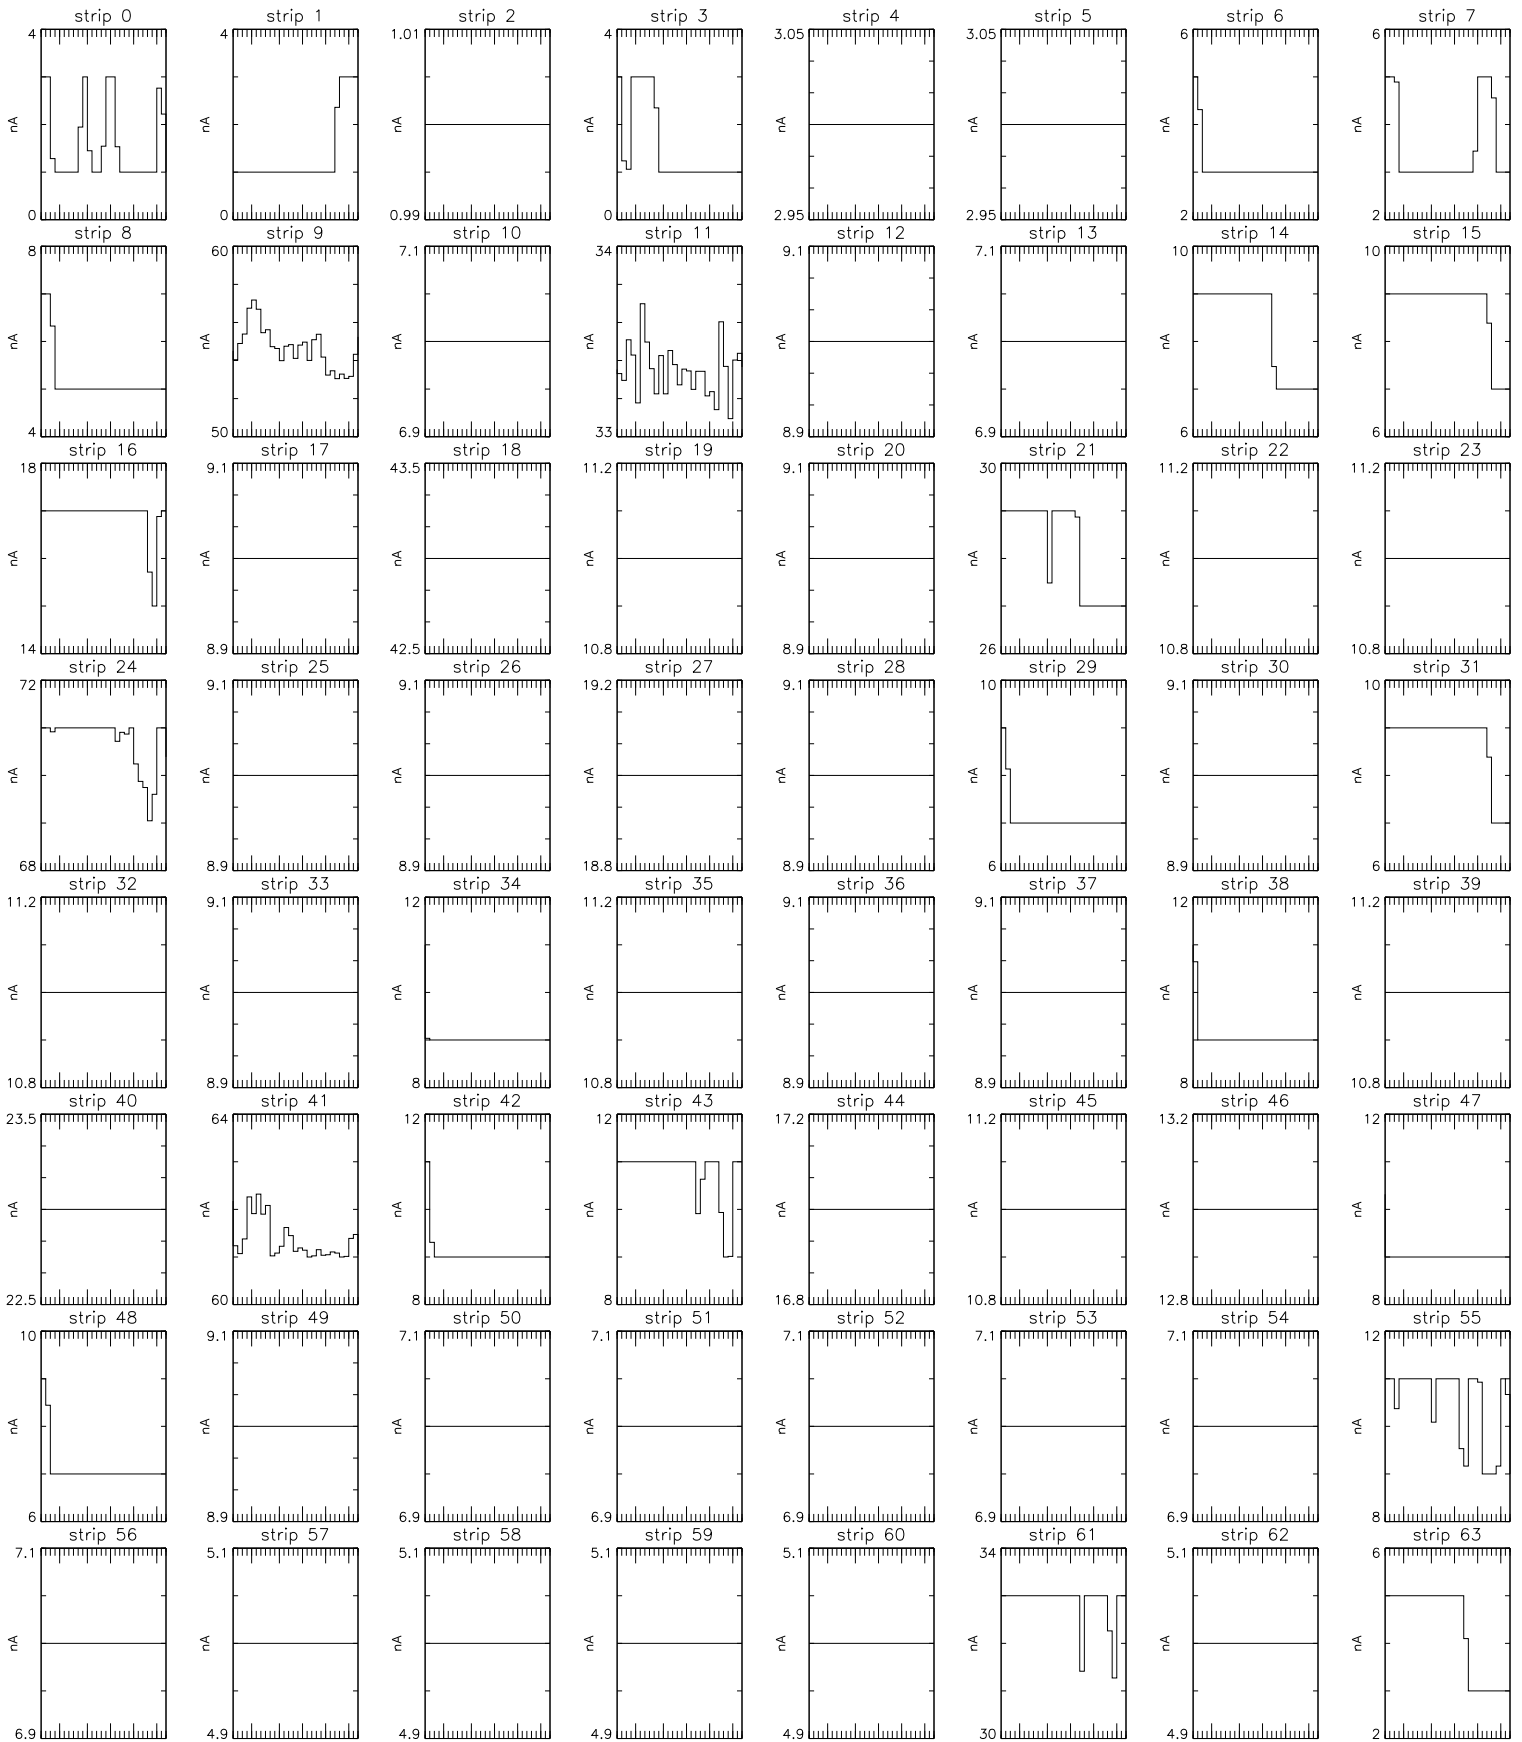 strip 0 strip 1 strip 2 strip 3 strip 4 strip 5 strip 6 strip 7
4 4 1.01 4 3.05 3.05 6 6
nA nA nA nA nA nA nA nA
0 0 0.99 0 2.95 2.95 2 2
strip 8 strip 9 strip 10 strip 11 strip 12 strip 13 strip 14 strip 15
8 60 7.1 34 9.1 7.1 10 10
nA nA nA nA nA nA nA nA
4 50 6.9 33 8.9 6.9 6 6
strip 16 strip 17 strip 18 strip 19 strip 20 strip 21 strip 22 strip 23
18 9.1 43.5 11.2 9.1 30 11.2 11.2
nA nA nA nA nA nA nA nA
14 8.9 42.5 10.8 8.9 26 10.8 10.8
strip 24 strip 25 strip 26 strip 27 strip 28 strip 29 strip 30 strip 31
72 9.1 9.1 19.2 9.1 10 9.1 10
nA nA nA nA nA nA nA nA
68 8.9 8.9 18.8 8.9 6 8.9 6
strip 32 strip 33 strip 34 strip 35 strip 36 strip 37 strip 38 strip 39
11.2 9.1 12 11.2 9.1 9.1 12 11.2
nA nA nA nA nA nA nA nA
10.8 8.9 8 10.8 8.9 8.9 8 10.8
strip 40 strip 41 strip 42 strip 43 strip 44 strip 45 strip 46 strip 47
23.5 64 12 12 17.2 11.2 13.2 12
nA nA nA nA nA nA nA nA
22.5 60 8 8 16.8 10.8 12.8 8
strip 48 strip 49 strip 50 strip 51 strip 52 strip 53 strip 54 strip 55
10 9.1 7.1 7.1 7.1 7.1 7.1 12
nA nA nA nA nA nA nA nA
6 8.9 6.9 6.9 6.9 6.9 6.9 8
strip 56 strip 57 strip 58 strip 59 strip 60 strip 61 strip 62 strip 63
7.1 5.1 5.1 5.1 5.1 34 5.1 6
nA nA nA nA nA nA nA nA
6.9 4.9 4.9 4.9 4.9 30 4.9 2